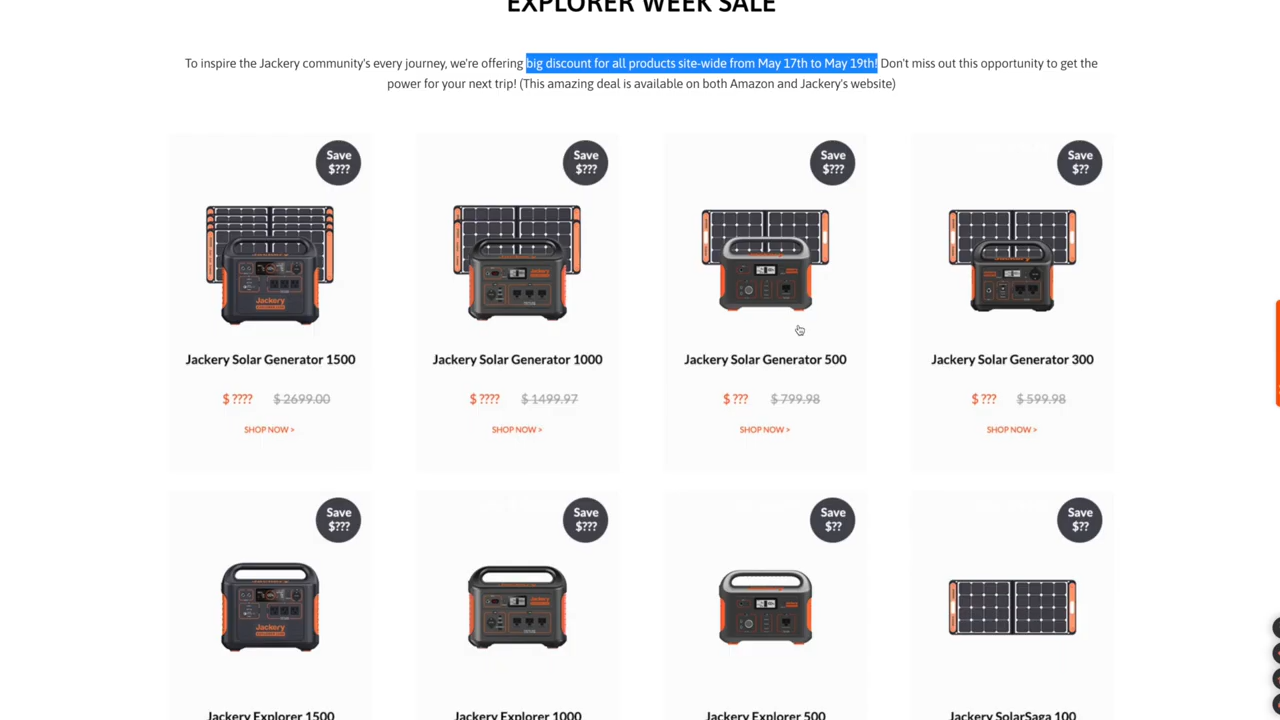 EXPLORER WEEK SALE
To inspire the Jackery community's every journey, we're offering big discount for all products site-wide from May 17th to May 19th! Don't miss out this opportunity to get the
power for your next trip! (This amazing deal is available on both Amazon and Jackery's website)
Save
$???
Save
$???
Save
$???
Save
$??
Jackery
Jackery Solar Generator 1500
Jackery Solar Generator 1000
Jackery Solar Generator 500
Jackery Solar Generator 300
$ ???? $ 2699.00
$ ???? $ 1499.97
$ ??? $ 799.98
$ ??? $ 599.98
SHOP NOW >
SHOP NOW >
SHOP NOW >
SHOP NOW >
Save
$???
Save
$???
Save
$??
Save
$??
Jackery
Jackery Explorer 1500
Jackery Explorer 1000
Jackery Explorer 500
Jackery SolarSaga 100